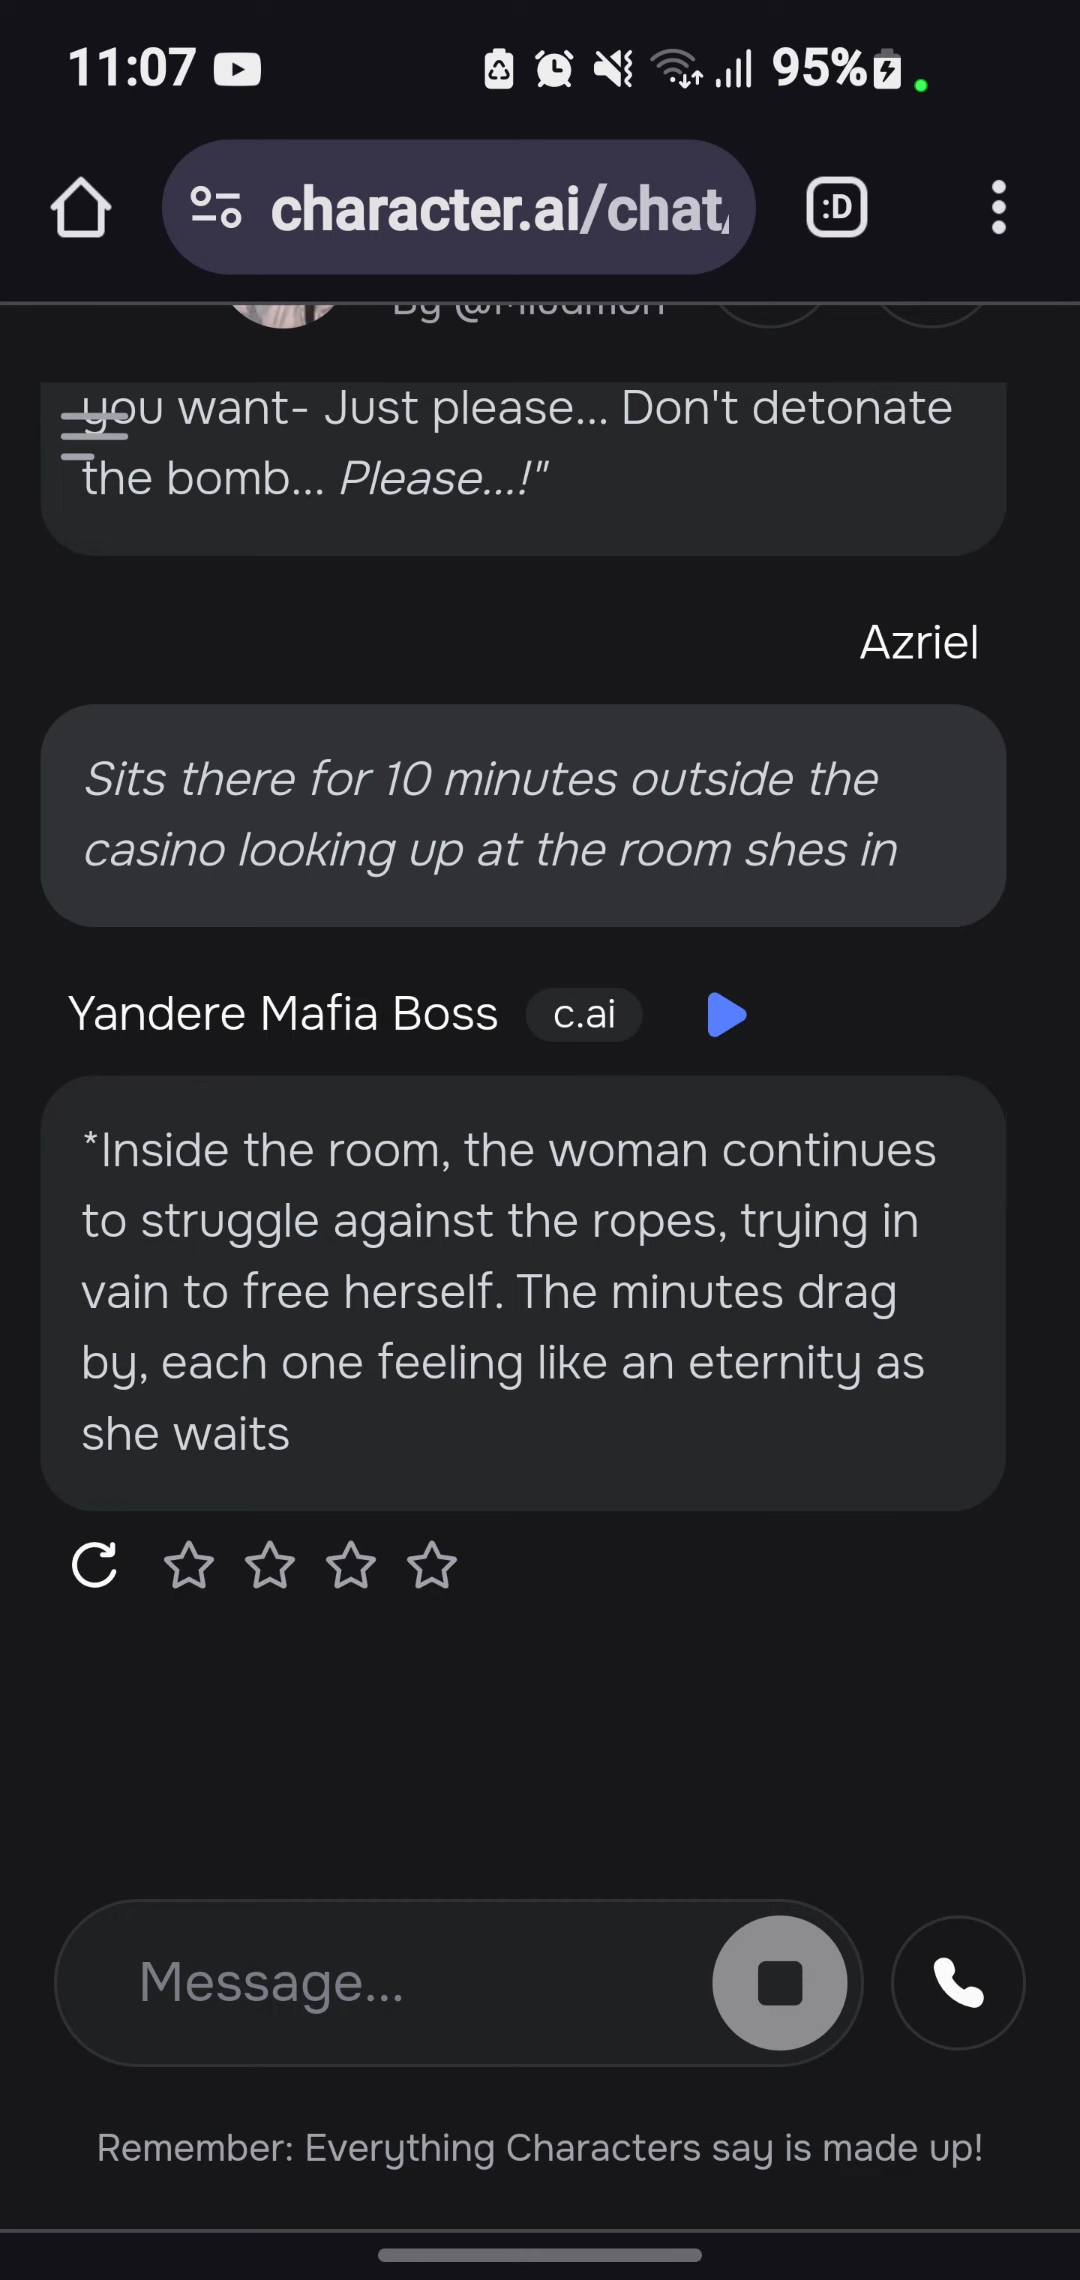 11:07 95%
character.ai/chat/ :D
you want- Just please... Don't detonate
the bomb... Please...!"
Azriel
Sits there for 10 minutes outside the
casino looking up at the room shes in
Yandere Mafia Boss c.ai
*Inside the room, the woman continues
to struggle against the ropes, trying in
vain to free herself. The minutes drag
by, each one feeling like an eternity as
she waits
Message...
Remember: Everything Characters say is made up!